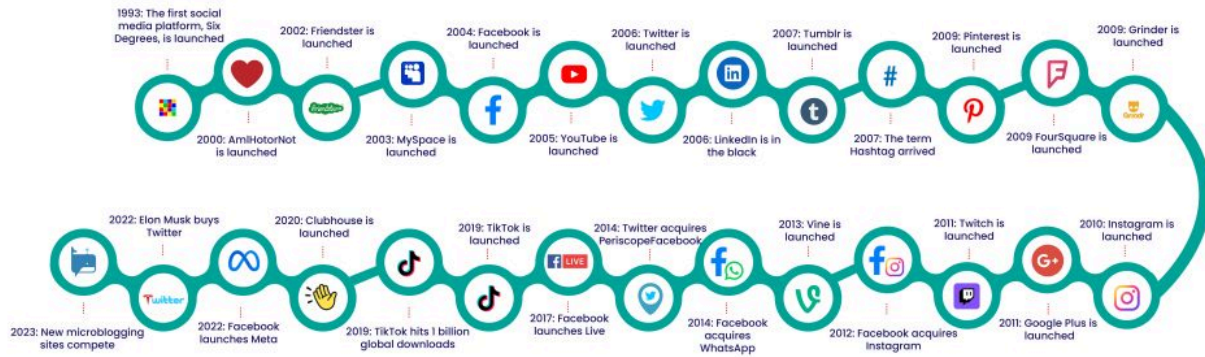 1993: The first social
media platform, Six
Degrees, is launched
2000: AmIHotorNot
is launched
2002: Friendster is
launched
friendster
2003: MySpace is
launched
2004: Facebook is
launched
2005: YouTube is
launched
2006: Twitter is
launched
in
2006: LinkedIn is in
the black
2007: Tumblr is
launched
t
#
2007: The term
Hashtag arrived
2009: Pinterest is
launched
2009 FourSquare is
launched
2009: Grinder is
launched
Grindr
2010: Instagram is
launched
G+
2011: Google Plus is
launched
2011: Twitch is
launched
f
2012: Facebook acquires
Instagram
2013: Vine is
launched
f
2014: Facebook
acquires
WhatsApp
2014: Twitter acquires
PeriscopeFacebook
f LIVE
2017: Facebook
launches Live
2019: TikTok is
launched
2019: TikTok hits 1 billion
global downloads
2020: Clubhouse is
launched
2022: Facebook
launches Meta
2022: Elon Musk buys
Twitter
Twitter
2023: New microblogging
sites compete